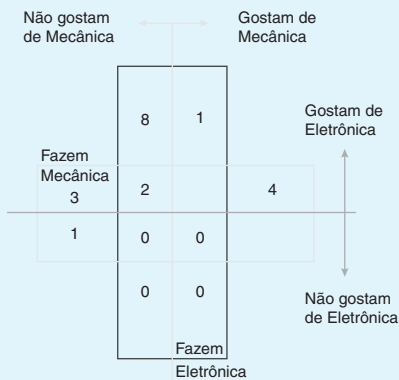 Não gostam
de Mecânica
Gostam de
Mecânica
8
1
Gostam de
Eletrônica
Fazem
Mecânica
3
2
4
1
0
0
0
0
Não gostam
de Eletrônica
Fazem
Eletrônica